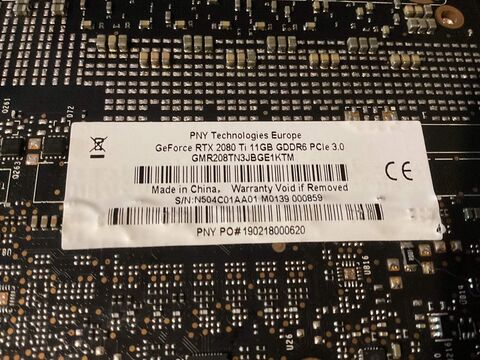 PNY Technologies Europe
GeForce RTX 2080 Ti 11GB GDDR6 PCIe 3.0
GMR208TN3JBGE1KTM
CE
Made in China, Warranty Void if Removed
S/N:N504C01AA01 M0139 000859
PNY PO#190218000620
U26